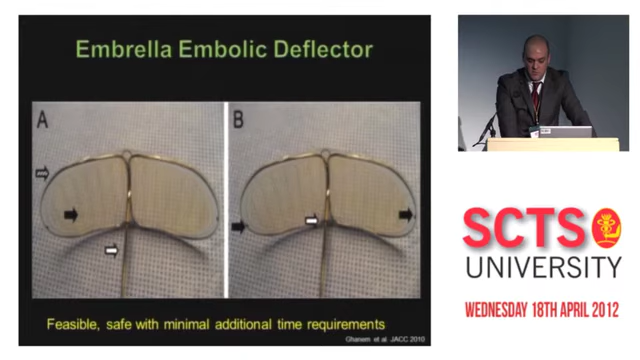 Embrella Embolic Deflector
A
B
Feasible, safe with minimal additional time requirements
Ghanem et al. JACC 2010
SCTS
UNIVERSITY
WEDNESDAY 18TH APRIL 2012